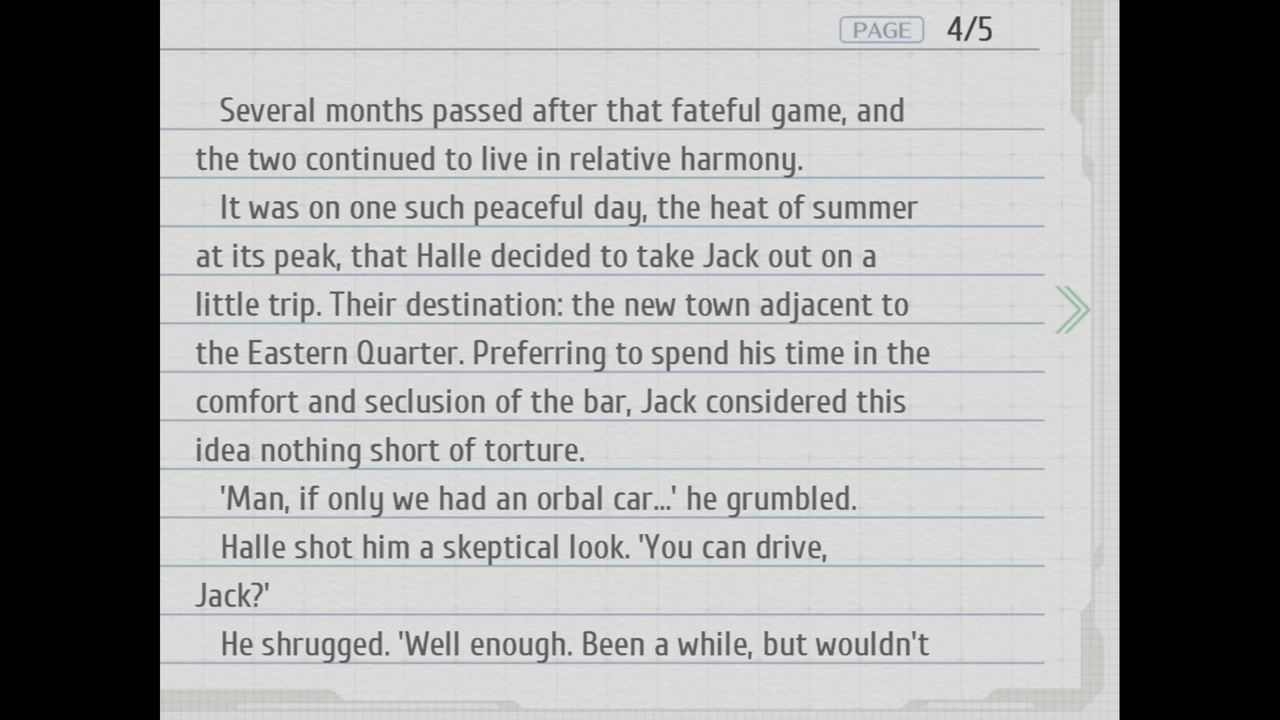 PAGE 4/5
Several months passed after that fateful game, and
the two continued to live in relative harmony.
It was on one such peaceful day, the heat of summer
at its peak, that Halle decided to take Jack out on a
little trip. Their destination: the new town adjacent to
the Eastern Quarter. Preferring to spend his time in the
comfort and seclusion of the bar, Jack considered this
idea nothing short of torture.
'Man, if only we had an orbal car...' he grumbled.
Halle shot him a skeptical look. 'You can drive,
Jack?'
He shrugged. 'Well enough. Been a while, but wouldn't